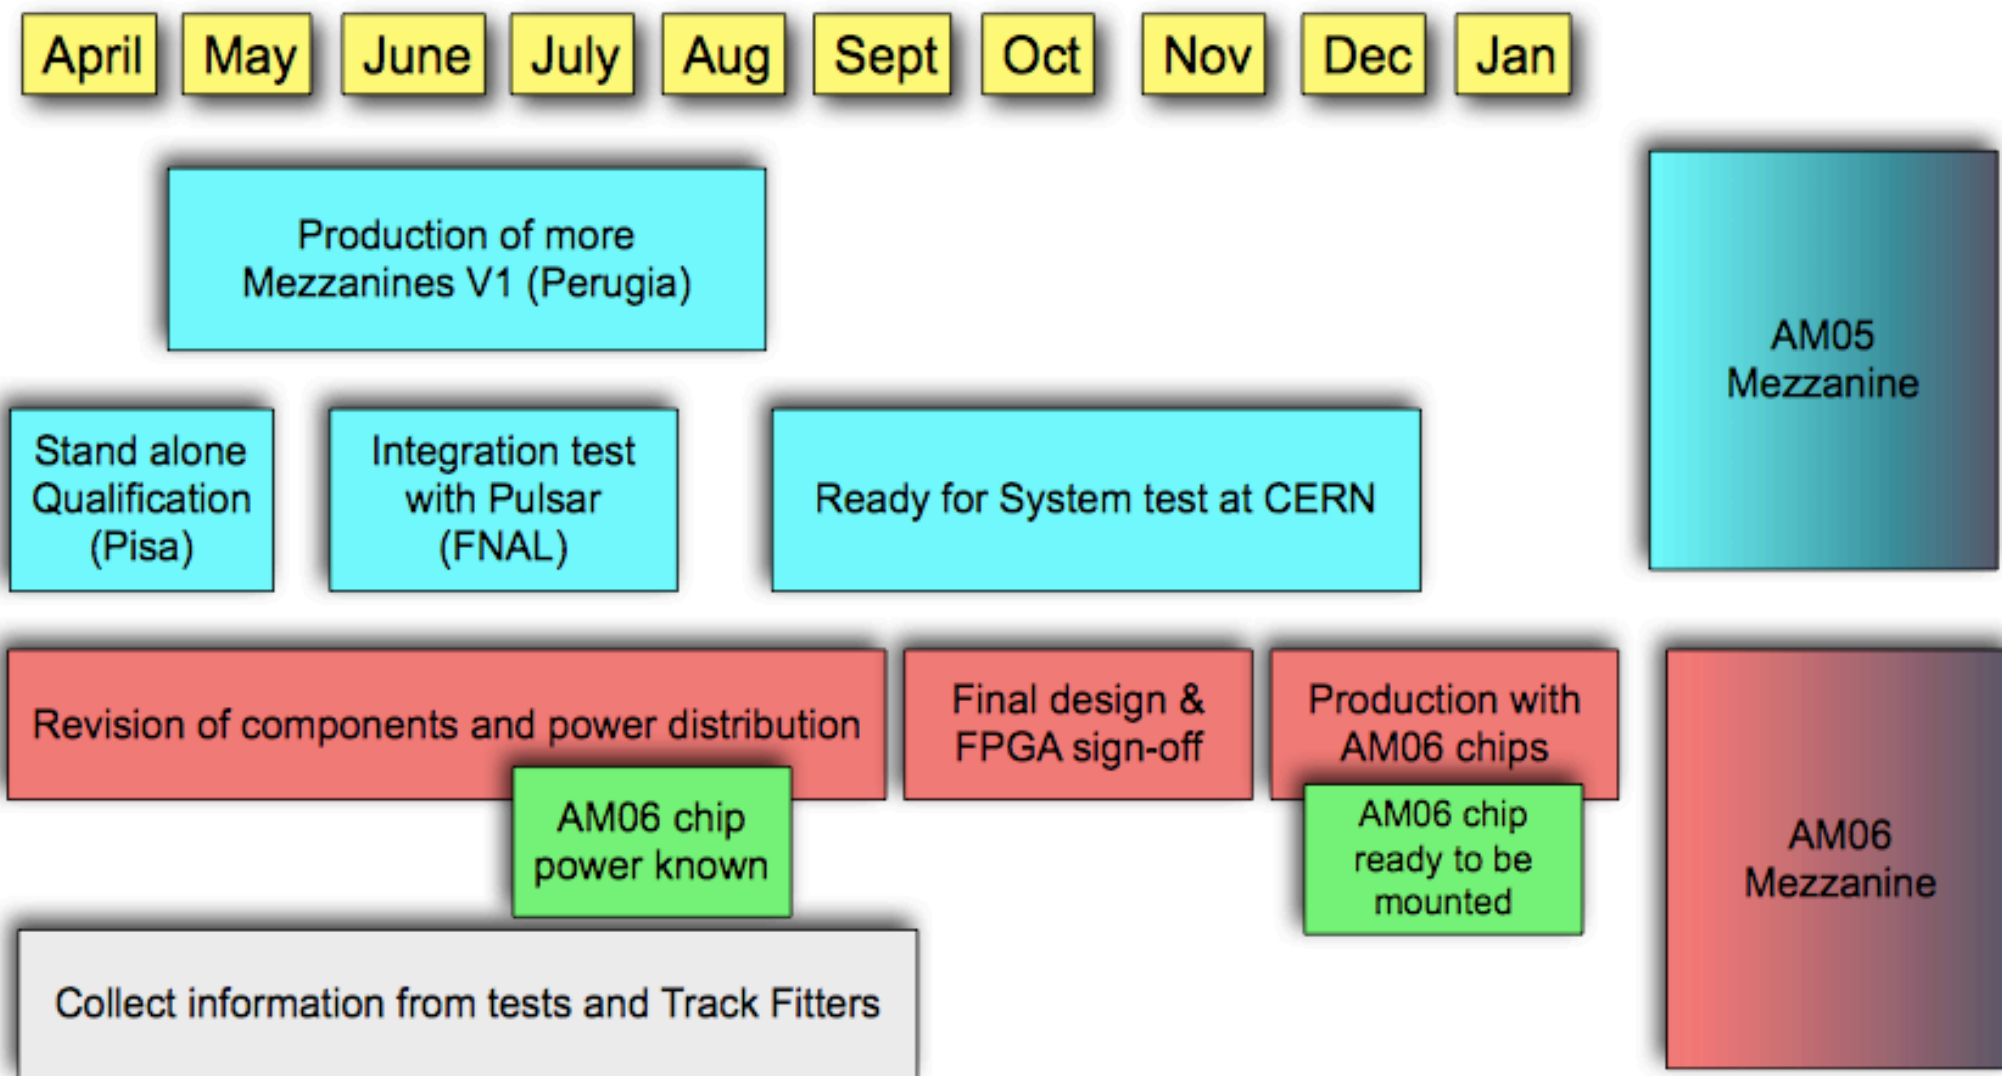 April May June July Aug Sept Oct Nov Dec Jan
Production of more
Mezzanines V1 (Perugia)
AM05
Mezzanine
Stand alone
Qualification
(Pisa)
Integration test
with Pulsar
(FNAL)
Ready for System test at CERN
Revision of components and power distribution
Final design &
FPGA sign-off
Production with
AM06 chips
AM06 chip
power known
AM06 chip
ready to be
mounted
AM06
Mezzanine
Collect information from tests and Track Fitters